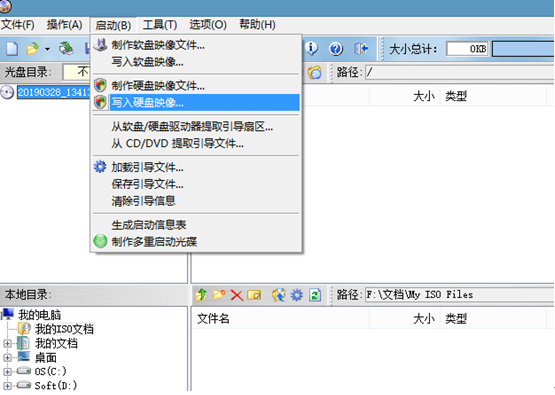 文件(F) 操作(A) 启动(B) 工具(T) 选项(O) 帮助(H)
大小总计: 0KB
光盘目录: 不 路径: /
20190328_1341
大小 类型
制作软盘映像文件...
写入软盘映像...
制作硬盘映像文件...
写入硬盘映像...
从软盘/硬盘驱动器提取引导扇区...
从 CD/DVD 提取引导文件...
加载引导文件...
保存引导文件...
清除引导信息
生成启动信息表
制作多重启动光碟
本地目录: 路径: F:\文档\My ISO Files
我的电脑
我的ISO文档
我的文档
桌面
OS(C:)
Soft(D:)
文件名 大小 类型